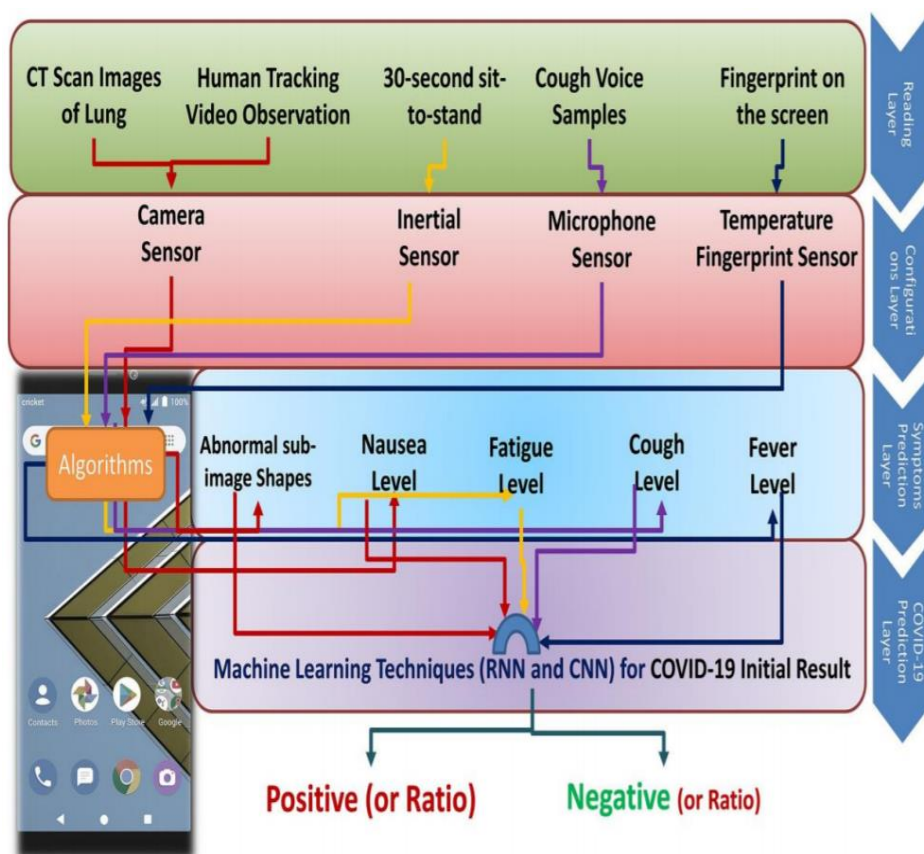 CT Scan Images
of Lung
Human Tracking
Video Observation
30-second sit-
to-stand
Cough Voice
Samples
Fingerprint on
the screen
Reading
Layer
Camera
Sensor
Inertial
Sensor
Microphone
Sensor
Temperature
Fingerprint Sensor
Configurati
ons Layer
cricket
100%
G
Algorithms
Abnormal sub-
image Shapes
Nausea
Level
Fatigue
Level
Cough
Level
Fever
Level
Symptoms
Prediction
Layer
Machine Learning Techniques (RNN and CNN) for COVID-19 Initial Result
COVID-19
Prediction
Layer
Contacts
Photos
Play Store
Google
Positive (or Ratio)
Negative (or Ratio)